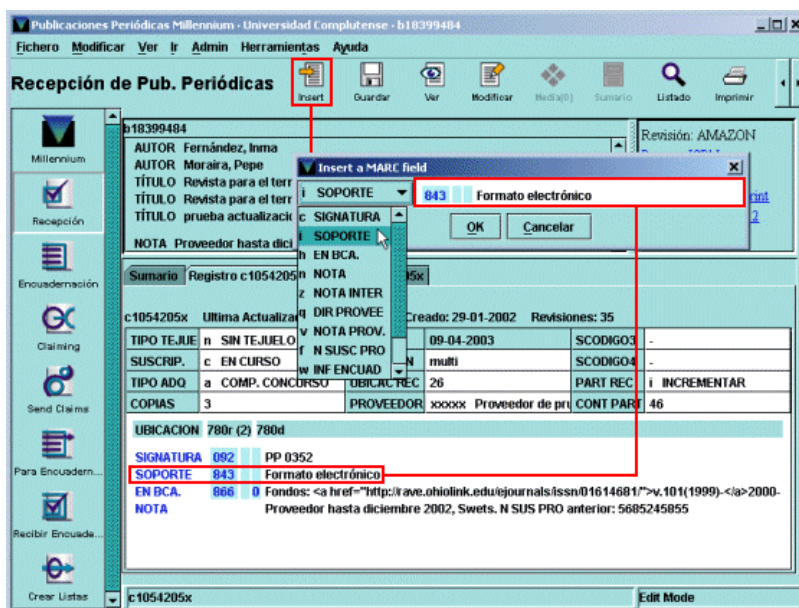 Publicaciones Periódicas Millennium - Universidad Complutense - b18399484
Fichero Modificar Ver Ir Admin Herramientas Ayuda
Recepción de Pub. Periódicas
Insert Guardar Ver Modificar Media(0) Sumario Listado Imprimir
Millennium
Recepción
Encuadernación
Claiming
Send Claims
Para Encuadern...
Recibir Encuade...
Crear Listas
b18399484
AUTOR Fernández, Inma
AUTOR Moraira, Pepe
TÍTULO Revista para el terr
TÍTULO Revista para el terr
TÍTULO prueba actualizació
NOTA Proveedor hasta dici
Revisión: AMAZON
Insert a MARC field
i SOPORTE 843 Formato electrónico
OK Cancelar
c SIGNATURA
i SOPORTE
h EN BCA.
n NOTA
z NOTA INTER
q DIR PROVEE
v NOTA PROV.
f N SUSC PRO
w INF ENCUAD
Sumario Registro c1054205
c1054205x Ultima Actualiza Creado: 29-01-2002 Revisiones: 35
TIPO TEJUE n SIN TEJUELO 09-04-2003 SCODIGO3 -
SUSCRIP. c EN CURSO N multi SCODIGO4 -
TIPO ADQ a COMP. CONCURSO UBICAC REC 26 PART REC i INCREMENTAR
COPIAS 3 PROVEEDOR xxxxx Proveedor de pru CONT PART 46
UBICACION 780r (2) 780d
SIGNATURA 092 PP 0352
SOPORTE 843 Formato electrónico
EN BCA. 866 0 Fondos: <a href="http://rave.ohiolink.edu/ejournals/issn/01614681/">v.101(1999)-</a>2000-
NOTA Proveedor hasta diciembre 2002, Swets. N SUS PRO anterior: 5685245855
c1054205x Edit Mode